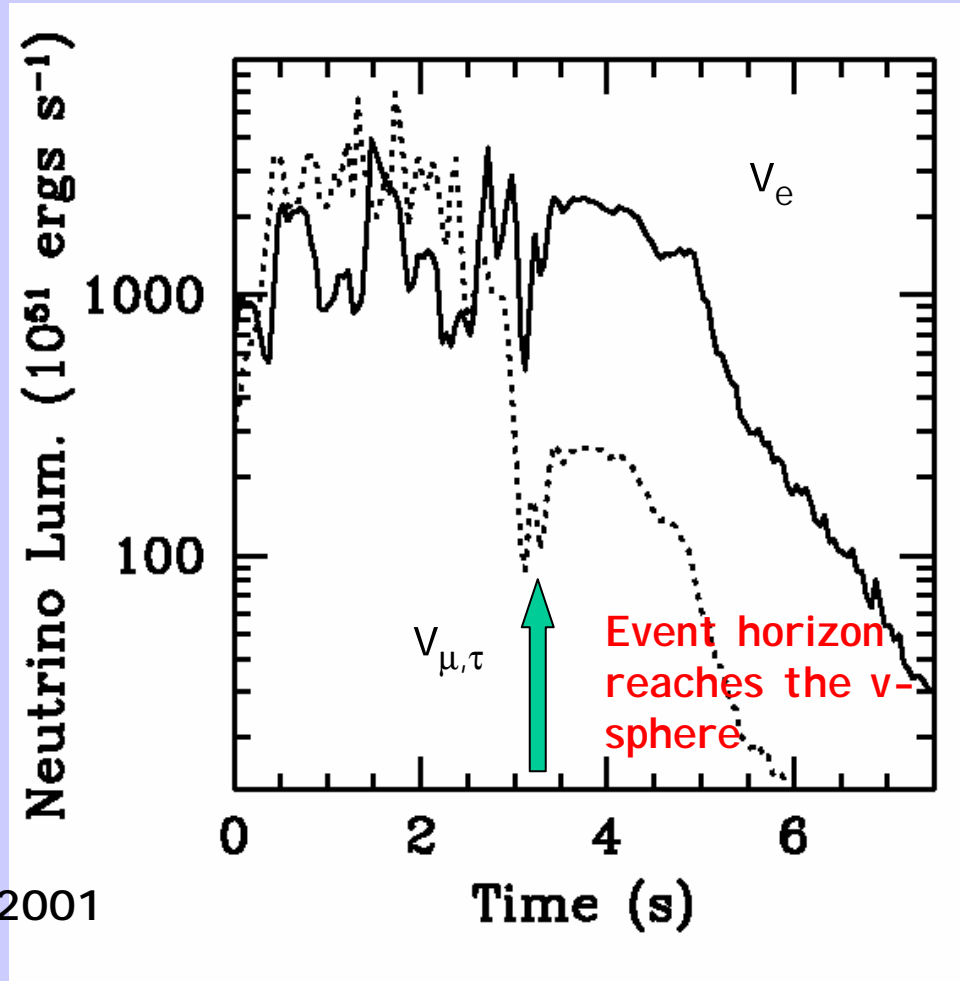 Neutrino Lum. (10⁵¹ ergs s⁻¹)
1000
100
νe
νμ,τ
Event horizon
reaches the ν-
sphere
0 2 4 6
Time (s)
2001